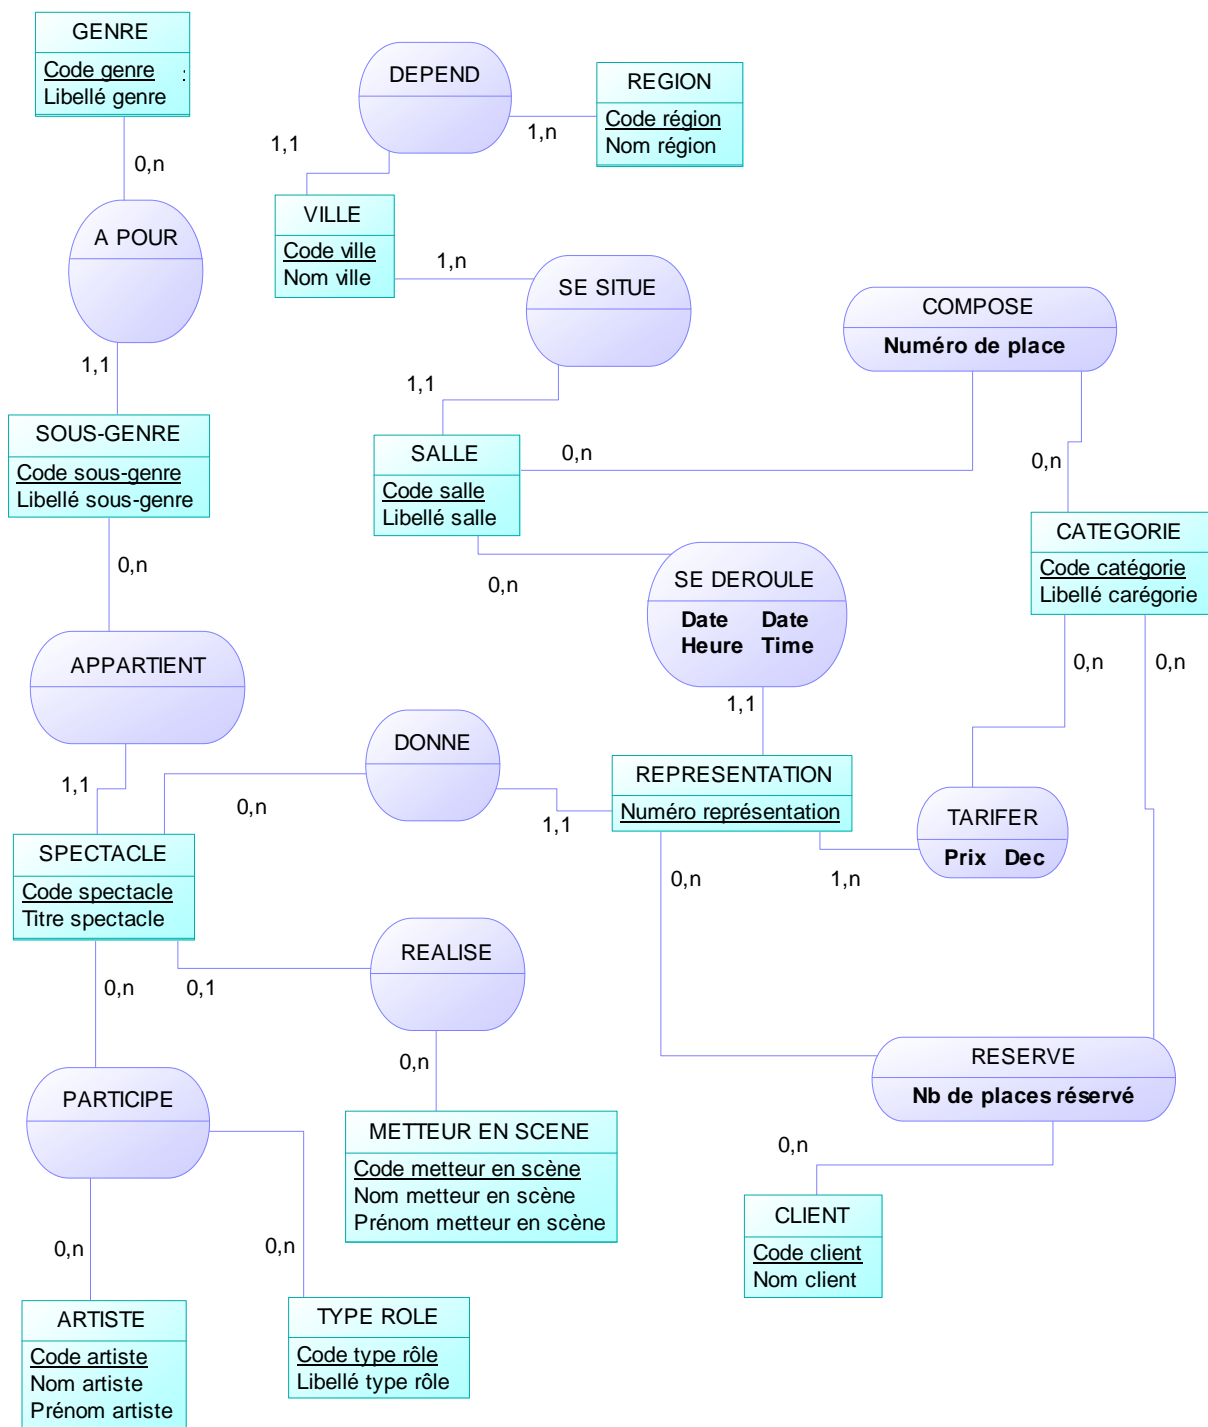 GENRE
Code genre :
Libellé genre
0,n
A POUR
1,1
SOUS-GENRE
Code sous-genre
Libellé sous-genre
0,n
APPARTIENT
1,1
SPECTACLE
Code spectacle
Titre spectacle
0,n
PARTICIPE
0,n
ARTISTE
Code artiste
Nom artiste
Prénom artiste
0,n
TYPE ROLE
Code type rôle
Libellé type rôle
0,1
REALISE
0,n
METTEUR EN SCENE
Code metteur en scène
Nom metteur en scène
Prénom metteur en scène
0,n
DONNE
1,1
REPRESENTATION
Numéro représentation
DEPEND
1,n
REGION
Code région
Nom région
1,1
VILLE
Code ville
Nom ville
1,n
SE SITUE
1,1
SALLE
Code salle
Libellé salle
0,n
COMPOSE
Numéro de place
0,n
CATEGORIE
Code catégorie
Libellé carégorie
0,n
SE DEROULE
Date Date
Heure Time
1,1
0,n
0,n
TARIFER
Prix Dec
1,n
0,n
RESERVE
Nb de places réservé
0,n
CLIENT
Code client
Nom client